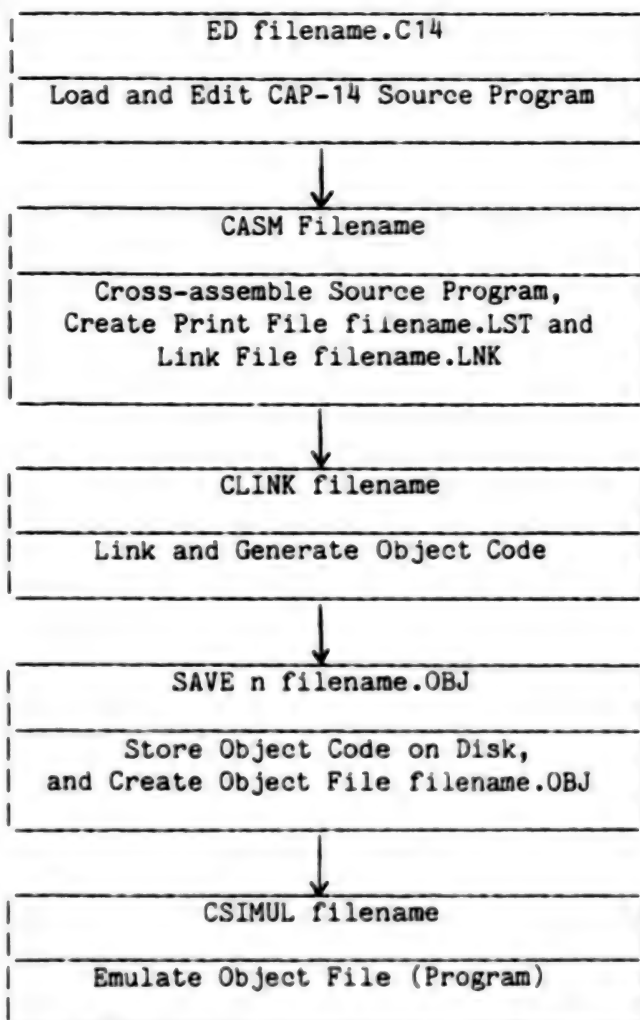 ED filename.C14
Load and Edit CAP-14 Source Program
CASM Filename
Cross-assemble Source Program,
Create Print File filename.LST and
Link File filename.LNK
CLINK filename
Link and Generate Object Code
SAVE n filename.OBJ
Store Object Code on Disk,
and Create Object File filename.OBJ
CSIMUL filename
Emulate Object File (Program)